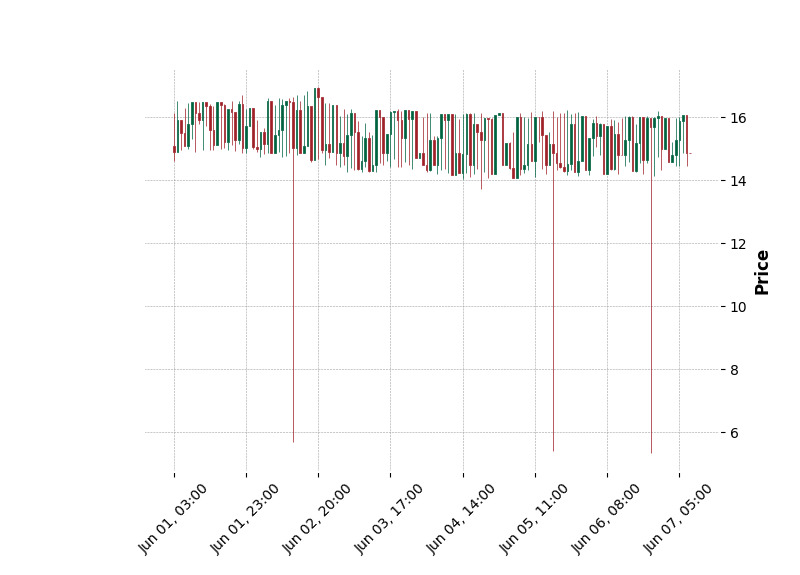 16
14
12
10
8
6
Price
Jun 01, 03:00
Jun 01, 23:00
Jun 02, 20:00
Jun 03, 17:00
Jun 04, 14:00
Jun 05, 11:00
Jun 06, 08:00
Jun 07, 05:00